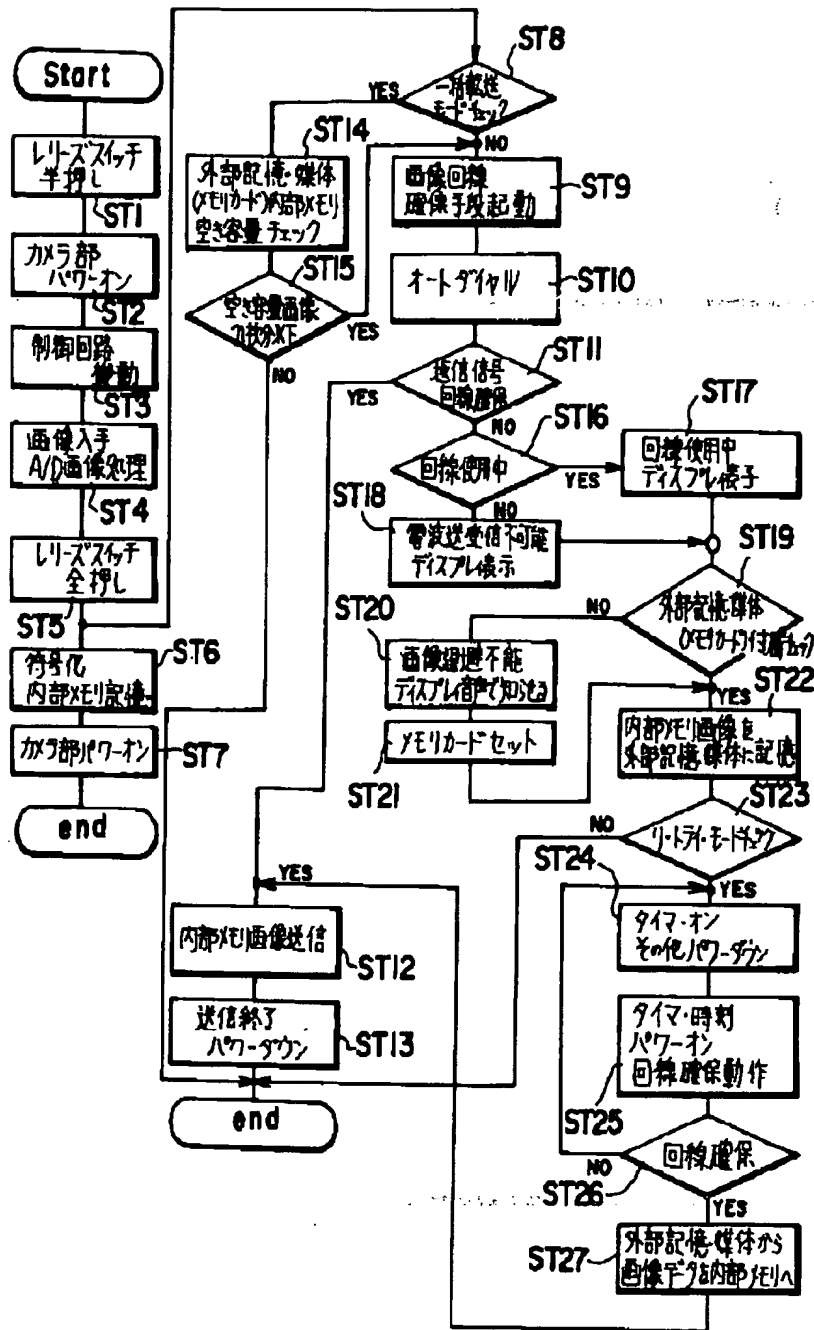 Start
レリーズスイッチ
半押し
ST1
カメラ部
パワーオン
ST2
制御回路
ST3
画像入手
A/D画像処理
ST4
レリーズスイッチ
全押し
ST5
符号化
内部メモリ記憶
ST6
カメラ部パワーオン
ST7
end
ST8
一括転送
モードチェック
YES
NO
ST14
外部記憶・媒体
(メモリカード)内部メモリ
空き容量チェック
ST15
空き容量画像
n枚分以下
YES
NO
画像回線
確保手段起動
ST9
オートダイヤル
ST10
ST11
返信信号
回線確保
YES
NO
ST16
回線使用中
YES
NO
ST17
回線使用中
ディスプレイ表示
ST18
電波送受信不可能
ディスプレイ表示
ST19
外部記憶・媒体
NO
YES
ST20
画像退避不能
ディスプレイ音声で知らせる
メモリカードセット
ST21
ST22
内部メモリ画像を
外部記憶・媒体に記憶
ST23
リ・トライ・モードチェック
NO
YES
ST24
タイマ・オン
その他パワーダウン
タイマ・時刻
パワーオン
回線確保動作
ST25
回線確保
NO
ST26
YES
ST27
外部記憶・媒体から
画像データを内部メモリへ
YES
内部メモリ画像送信
ST12
送信終了
パワーダウン
ST13
end